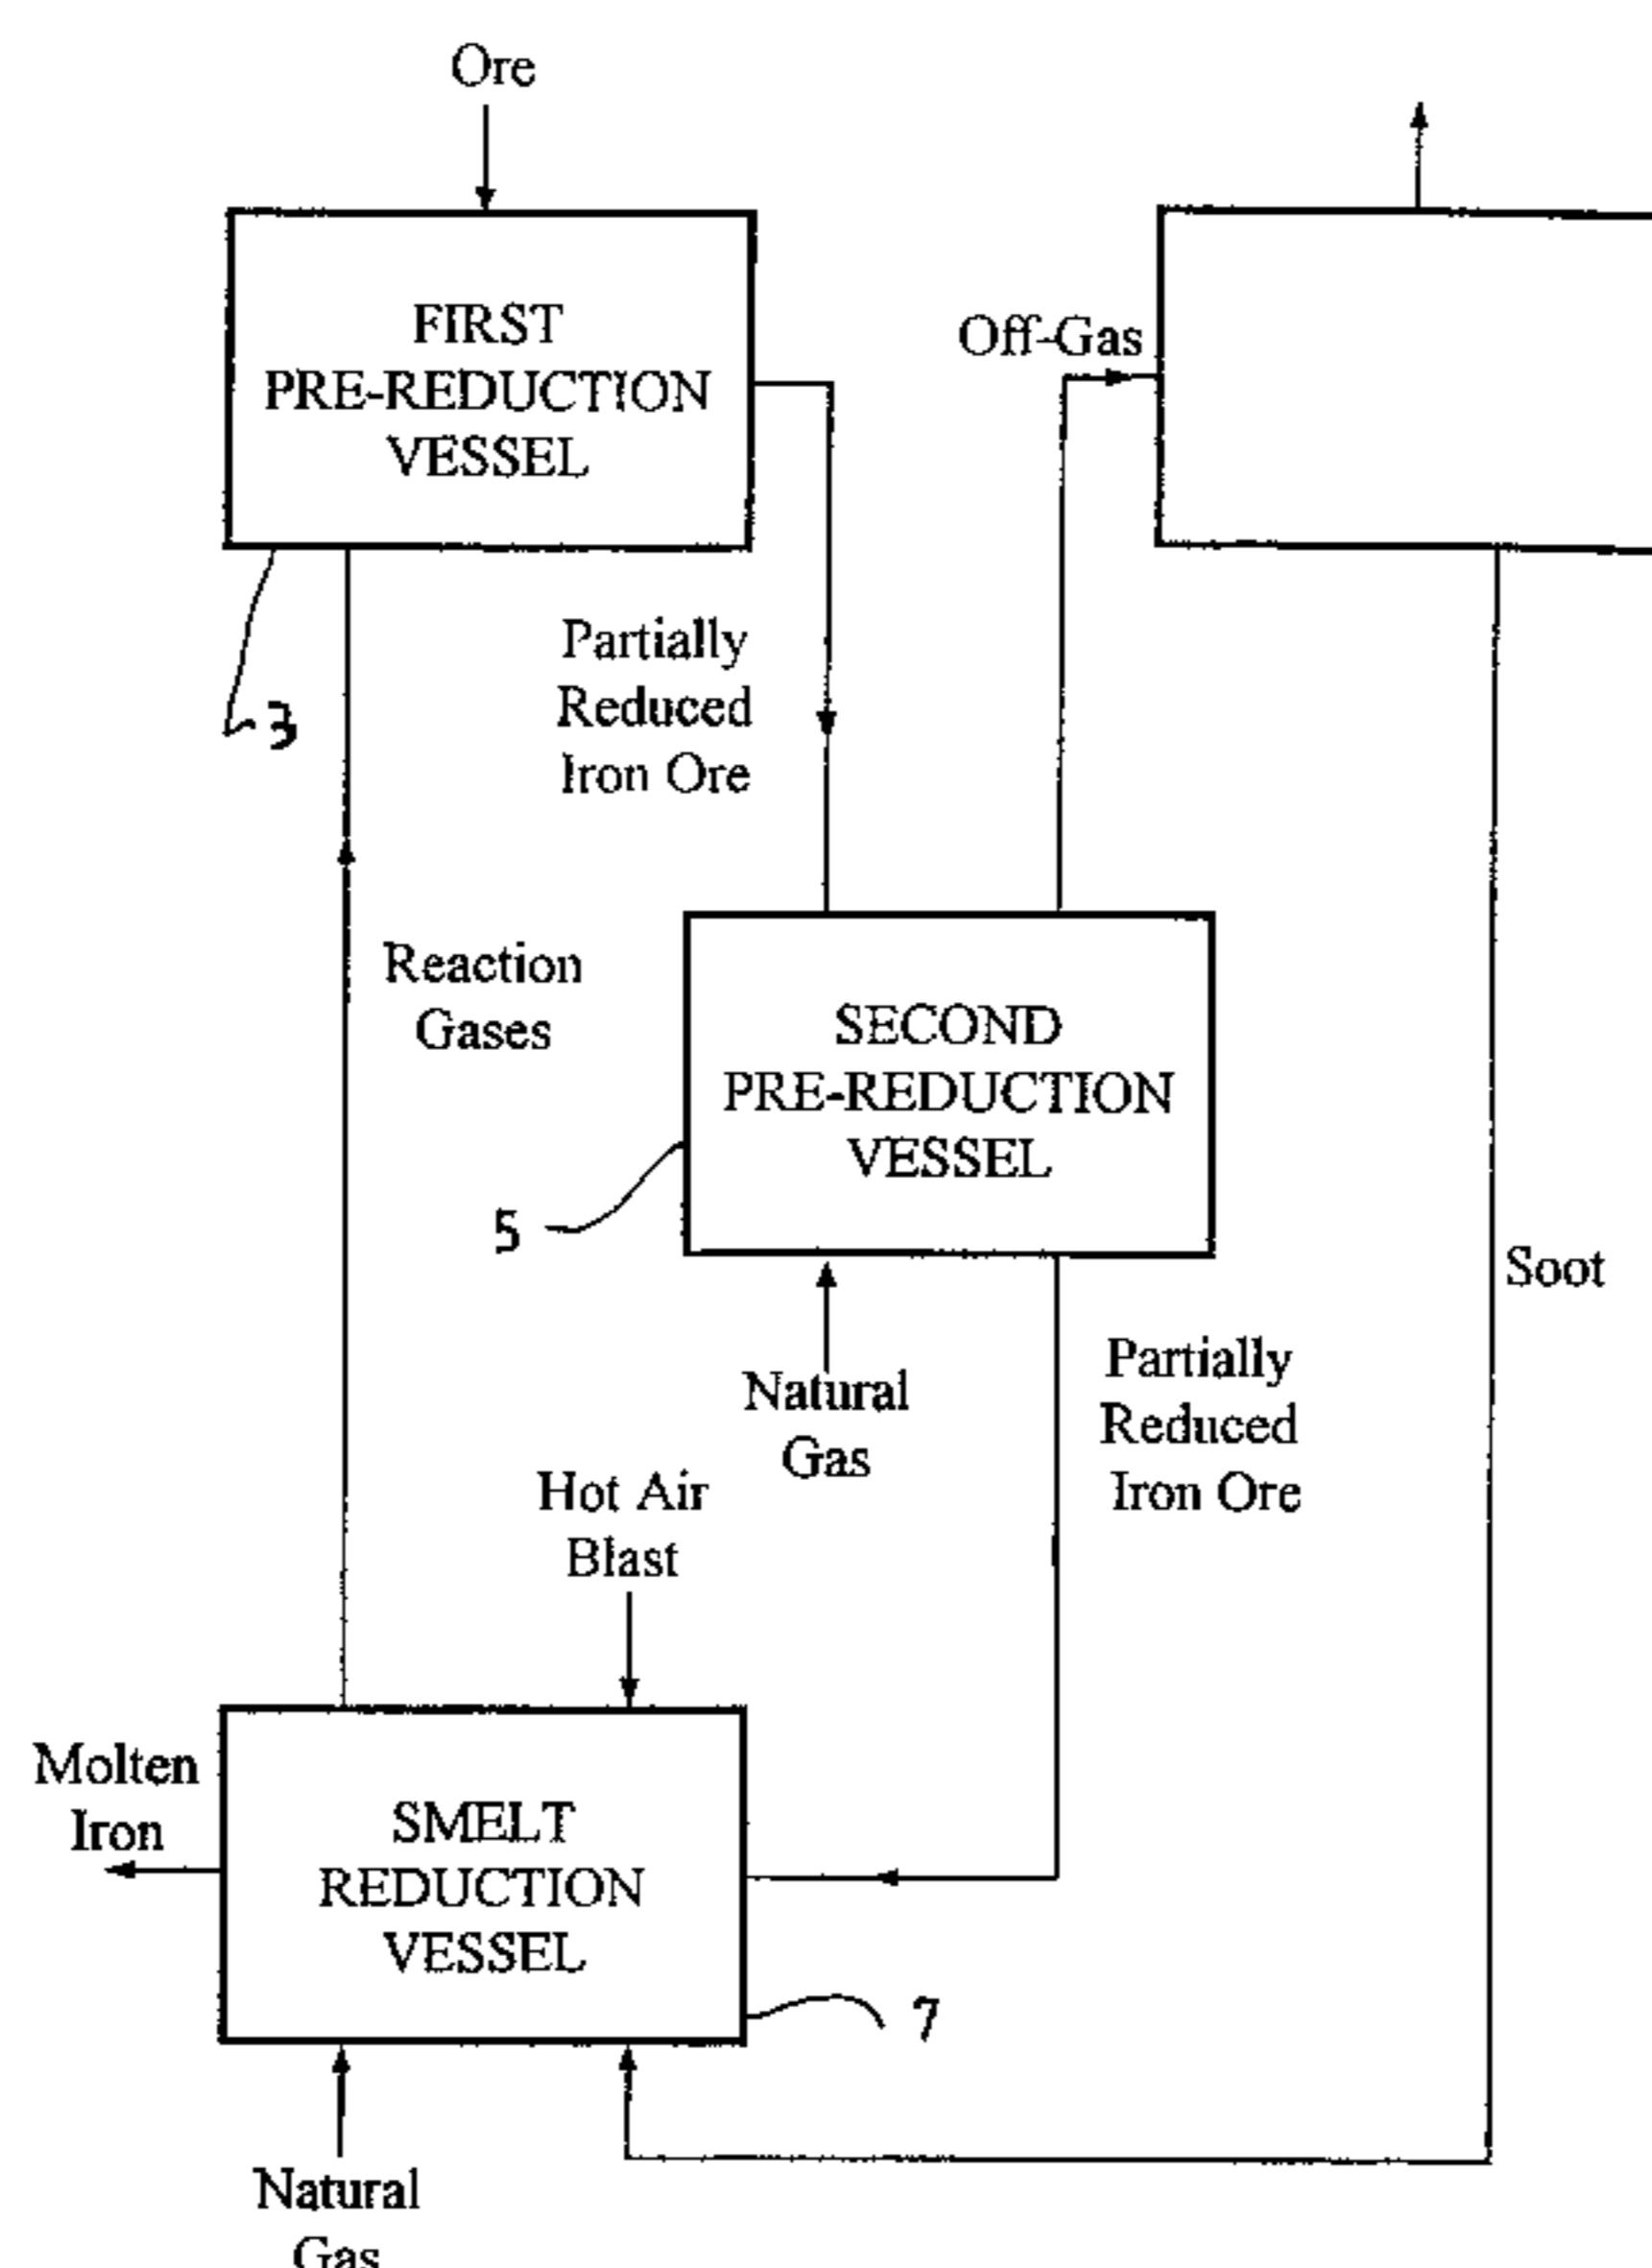 Ore
FIRST
PRE-REDUCTION
VESSEL
Off-Gas
3
Partially
Reduced
Iron Ore
Reaction
Gases
SECOND
PRE-REDUCTION
VESSEL
5
Soot
Natural
Gas
Partially
Reduced
Iron Ore
Hot Air
Blast
Molten
Iron
SMELT
REDUCTION
VESSEL
7
Natural
Gas